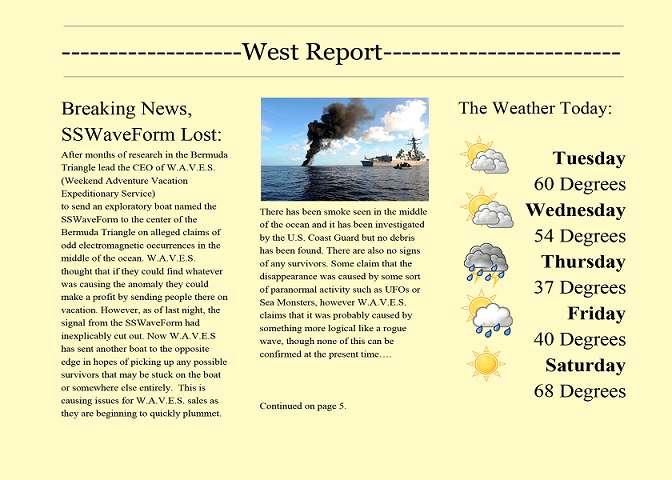 -------------------West Report-------------------------
Breaking News,
SSWaveForm Lost:
After months of research in the Bermuda
Triangle lead the CEO of W.A.V.E.S.
(Weekend Adventure Vacation
Expeditionary Service)
to send an exploratory boat named the
SSWaveForm to the center of the
Bermuda Triangle on alleged claims of
odd electromagnetic occurrences in the
middle of the ocean. W.A.V.E.S.
thought that if they could find whatever
was causing the anomaly they could
make a profit by sending people there on
vacation. However, as of last night, the
signal from the SSWaveForm had
inexplicably cut out. Now W.A.V.E.S
has sent another boat to the opposite
edge in hopes of picking up any possible
survivors that may be stuck on the boat
or somewhere else entirely.  This is
causing issues for W.A.V.E.S. sales as
they are beginning to quickly plummet.
There has been smoke seen in the middle
of the ocean and it has been investigated
by the U.S. Coast Guard but no debris
has been found. There are also no signs
of any survivors. Some claim that the
disappearance was caused by some sort
of paranormal activity such as UFOs or
Sea Monsters, however W.A.V.E.S.
claims that it was probably caused by
something more logical like a rogue
wave, though none of this can be
confirmed at the present time….
Continued on page 5.
The Weather Today:
Tuesday
60 Degrees
Wednesday
54 Degrees
Thursday
37 Degrees
Friday
40 Degrees
Saturday
68 Degrees